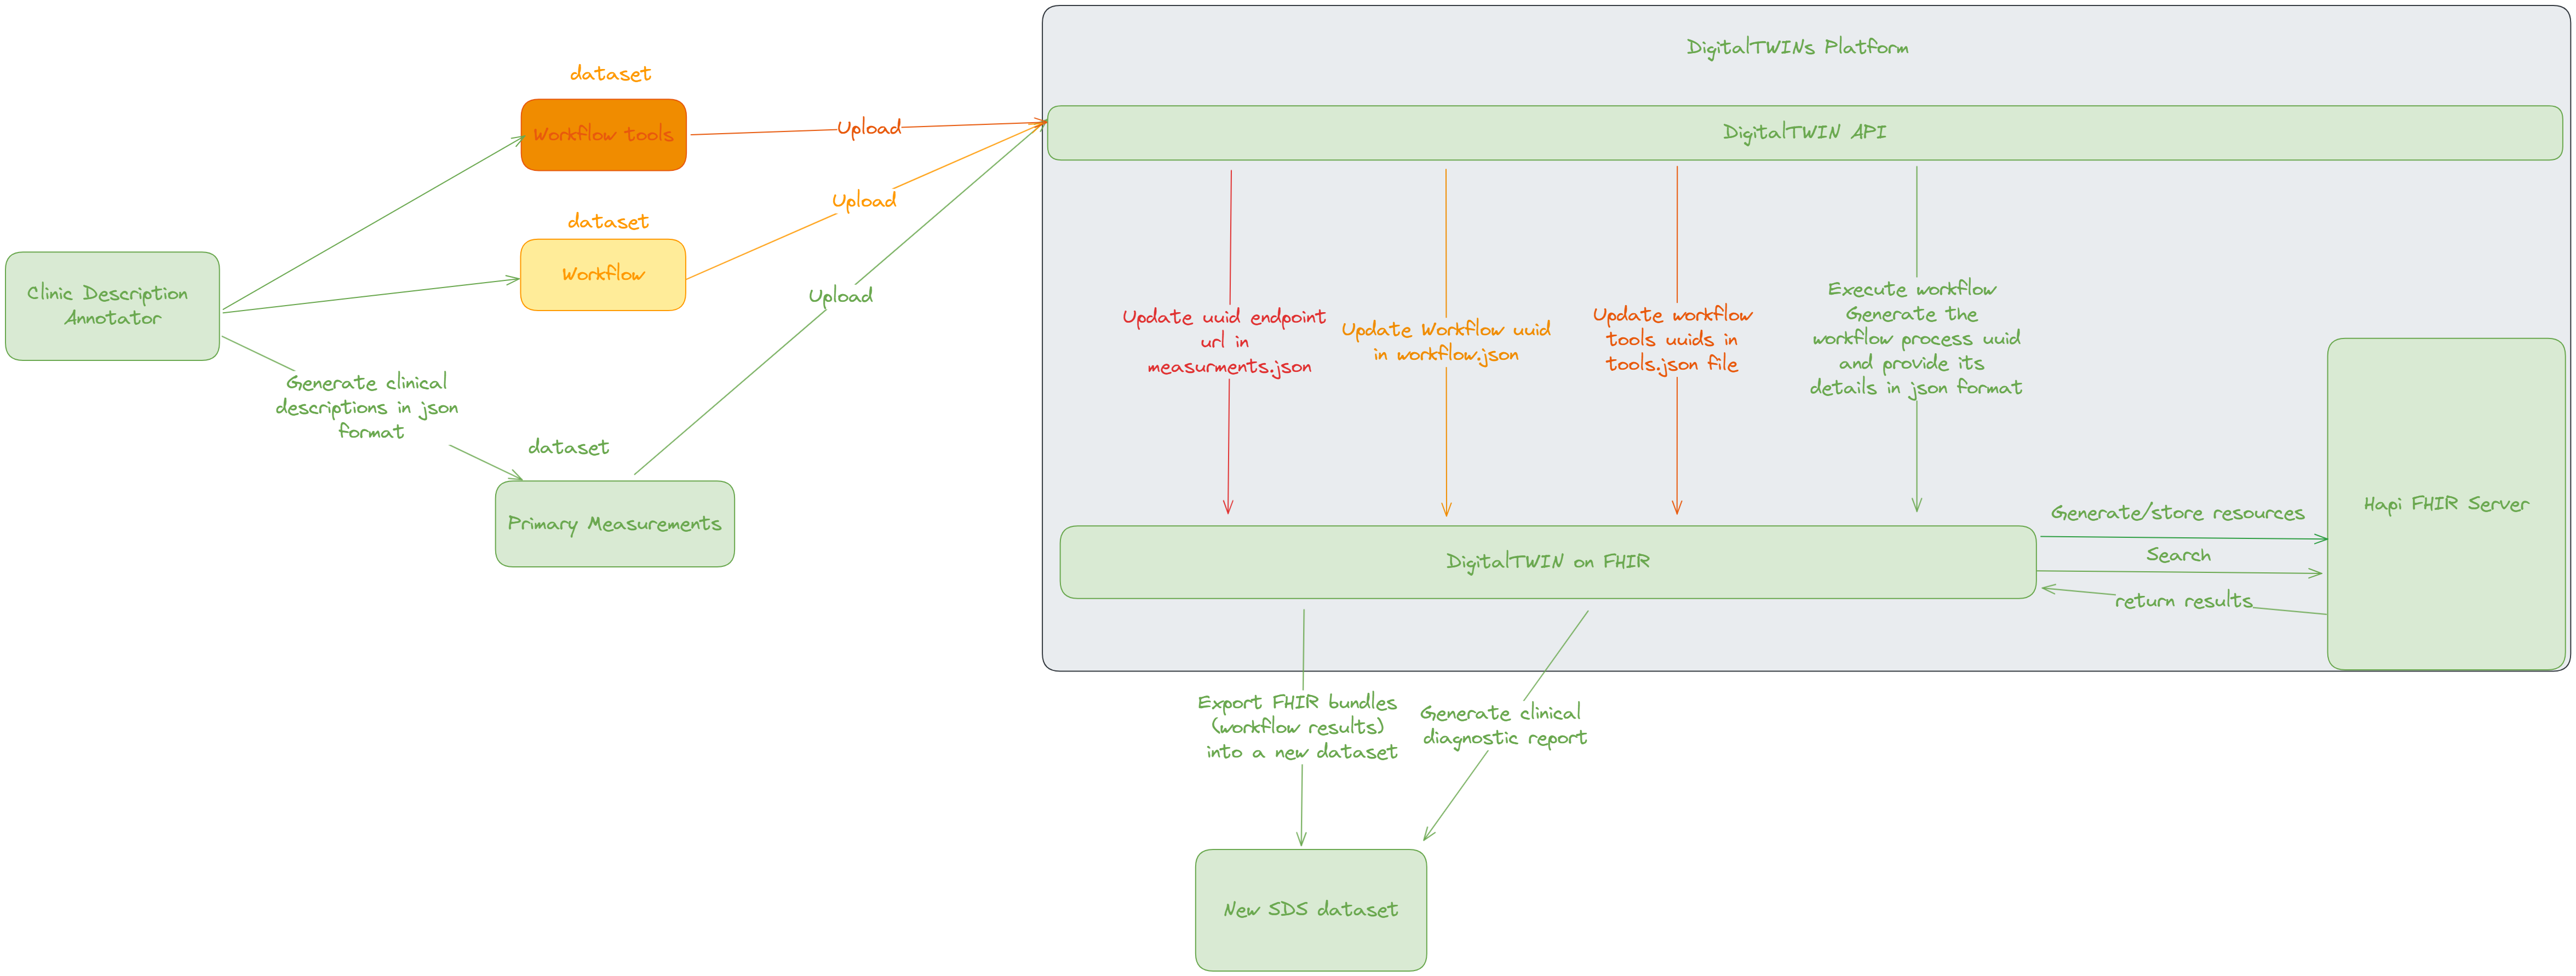 DigitalTWINs Platform
dataset
Workflow tools
Upload
DigitalTWIN API
dataset
Workflow
Upload
Clinic Description
Annotator
Upload
Generate clinical
descriptions in json
format
dataset
Primary Measurements
Update uuid endpoint
url in
measurments.json
Update Workflow uuid
in workflow.json
Update workflow
tools uuids in
tools.json file
Execute workflow
Generate the
workflow process uuid
and provide its
details in json format
Hapi FHIR Server
Generate/store resources
Search
return results
DigitalTWIN on FHIR
Export FHIR bundles
(workflow results)
into a new dataset
Generate clinical
diagnostic report
New SDS dataset